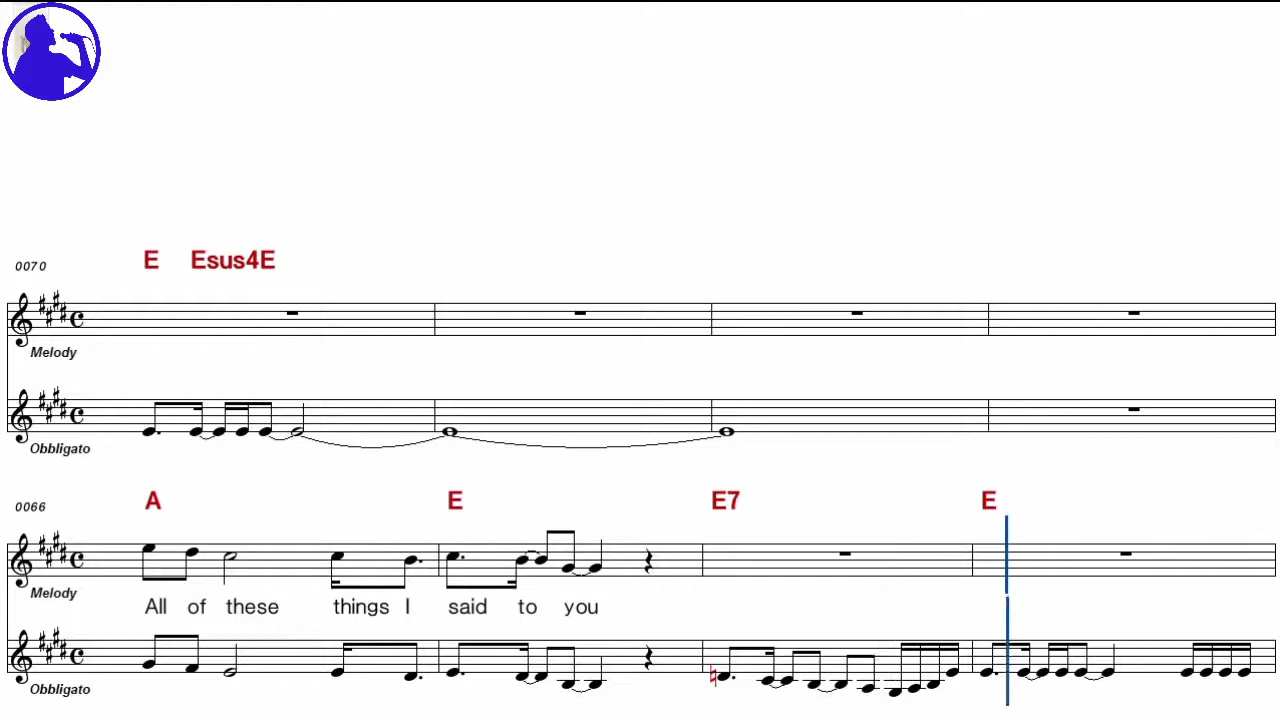 E Esus4E
0070
Melody
Obbligato
A E E7 E
0066
Melody
All of these things I said to you
Obbligato